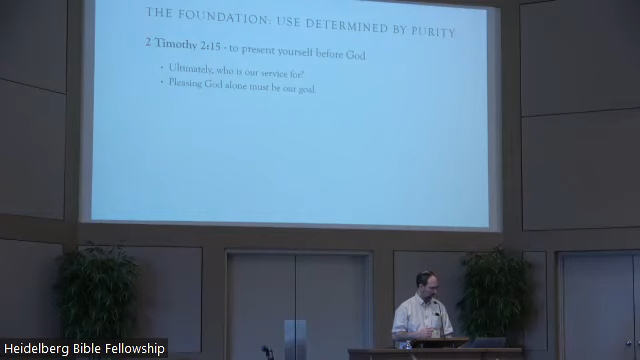 THE FOUNDATION: USE DETERMINED BY PURITY
2 Timothy 2:15 - to present yourself before God
• Ultimately, who is our service for?
• Pleasing God alone must be our goal.
Heidelberg Bible Fellowship